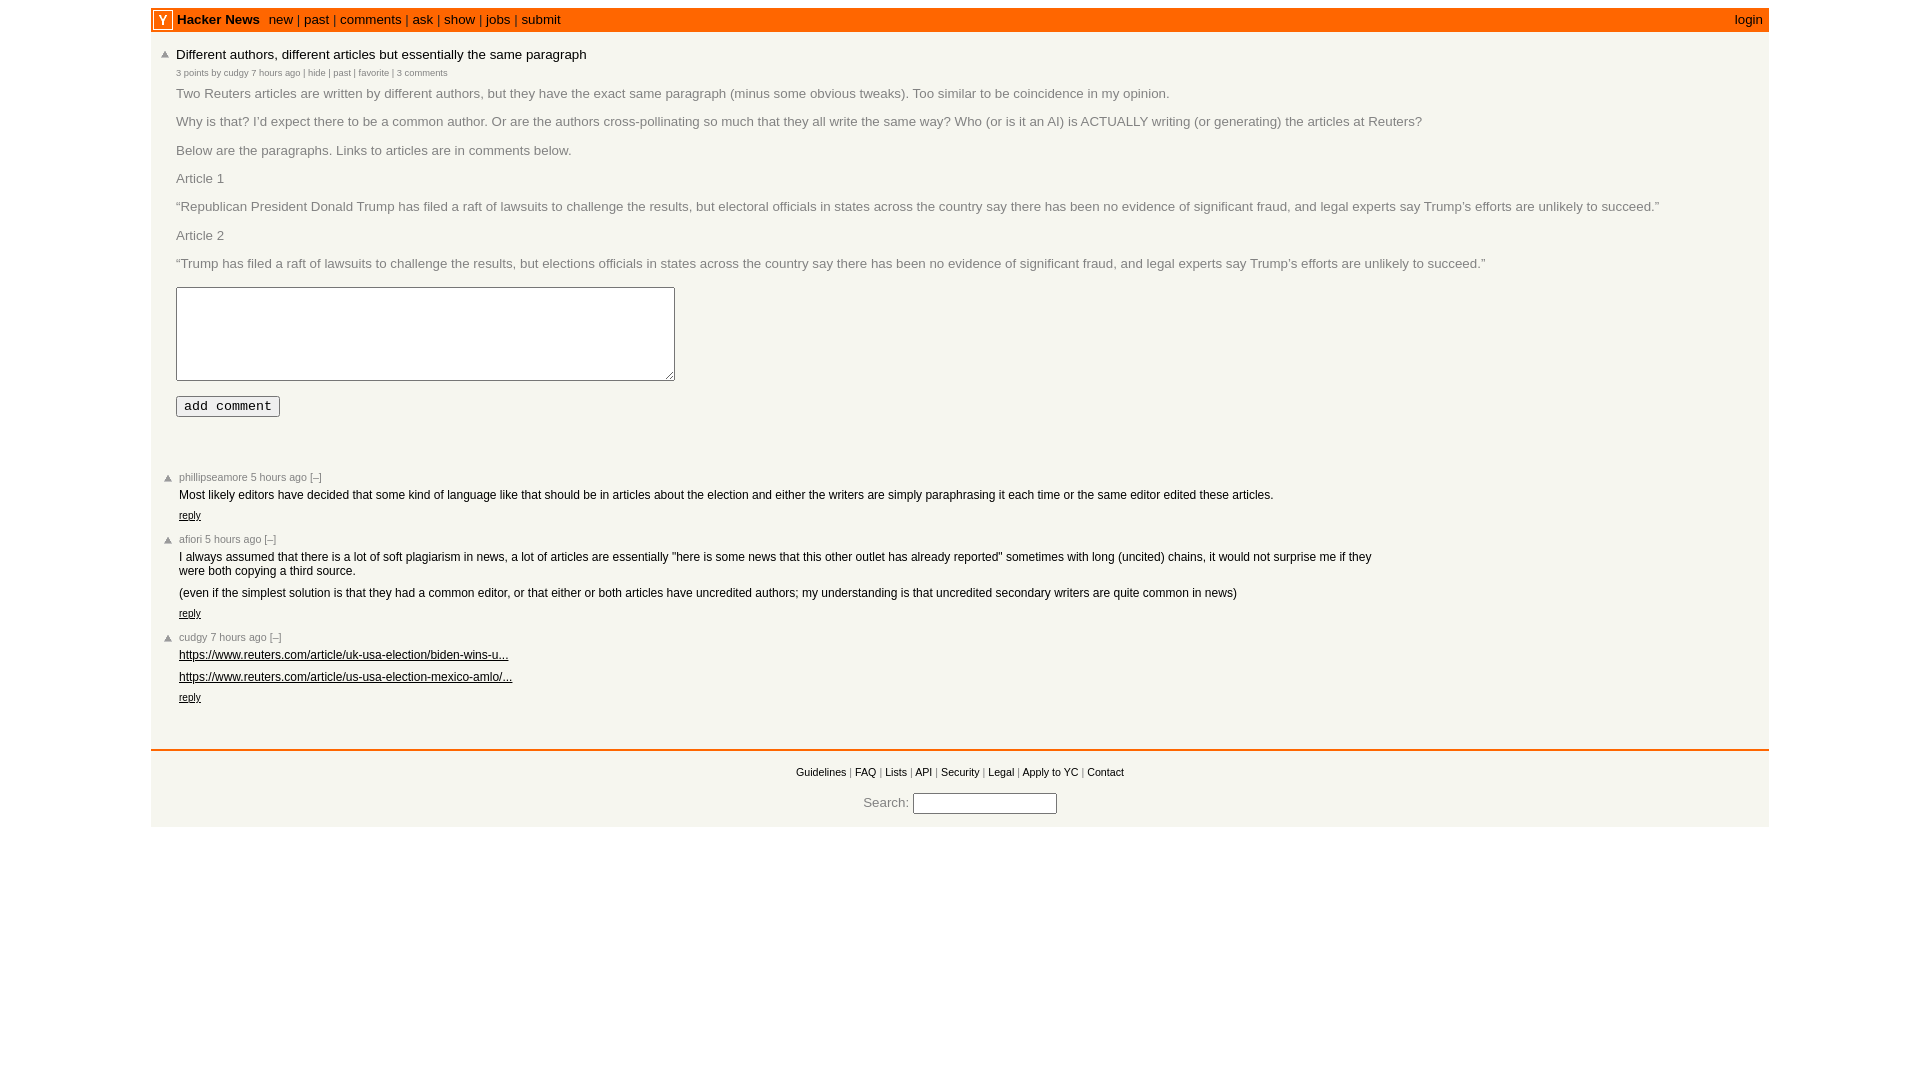 Y Hacker News new | past | comments | ask | show | jobs | submit login
Different authors, different articles but essentially the same paragraph
3 points by cudgy 7 hours ago | hide | past | favorite | 3 comments
Two Reuters articles are written by different authors, but they have the exact same paragraph (minus some obvious tweaks). Too similar to be coincidence in my opinion.
Why is that? I’d expect there to be a common author. Or are the authors cross-pollinating so much that they all write the same way? Who (or is it an AI) is ACTUALLY writing (or generating) the articles at Reuters?
Below are the paragraphs. Links to articles are in comments below.
Article 1
“Republican President Donald Trump has filed a raft of lawsuits to challenge the results, but electoral officials in states across the country say there has been no evidence of significant fraud, and legal experts say Trump’s efforts are unlikely to succeed.”
Article 2
“Trump has filed a raft of lawsuits to challenge the results, but elections officials in states across the country say there has been no evidence of significant fraud, and legal experts say Trump’s efforts are unlikely to succeed.”
add comment
phillipseamore 5 hours ago [–]
Most likely editors have decided that some kind of language like that should be in articles about the election and either the writers are simply paraphrasing it each time or the same editor edited these articles.
reply
afiori 5 hours ago [–]
I always assumed that there is a lot of soft plagiarism in news, a lot of articles are essentially "here is some news that this other outlet has already reported" sometimes with long (uncited) chains, it would not surprise me if they
were both copying a third source.
(even if the simplest solution is that they had a common editor, or that either or both articles have uncredited authors; my understanding is that uncredited secondary writers are quite common in news)
reply
cudgy 7 hours ago [–]
https://www.reuters.com/article/uk-usa-election/biden-wins-u...
https://www.reuters.com/article/us-usa-election-mexico-amlo/...
reply
Guidelines | FAQ | Lists | API | Security | Legal | Apply to YC | Contact
Search: